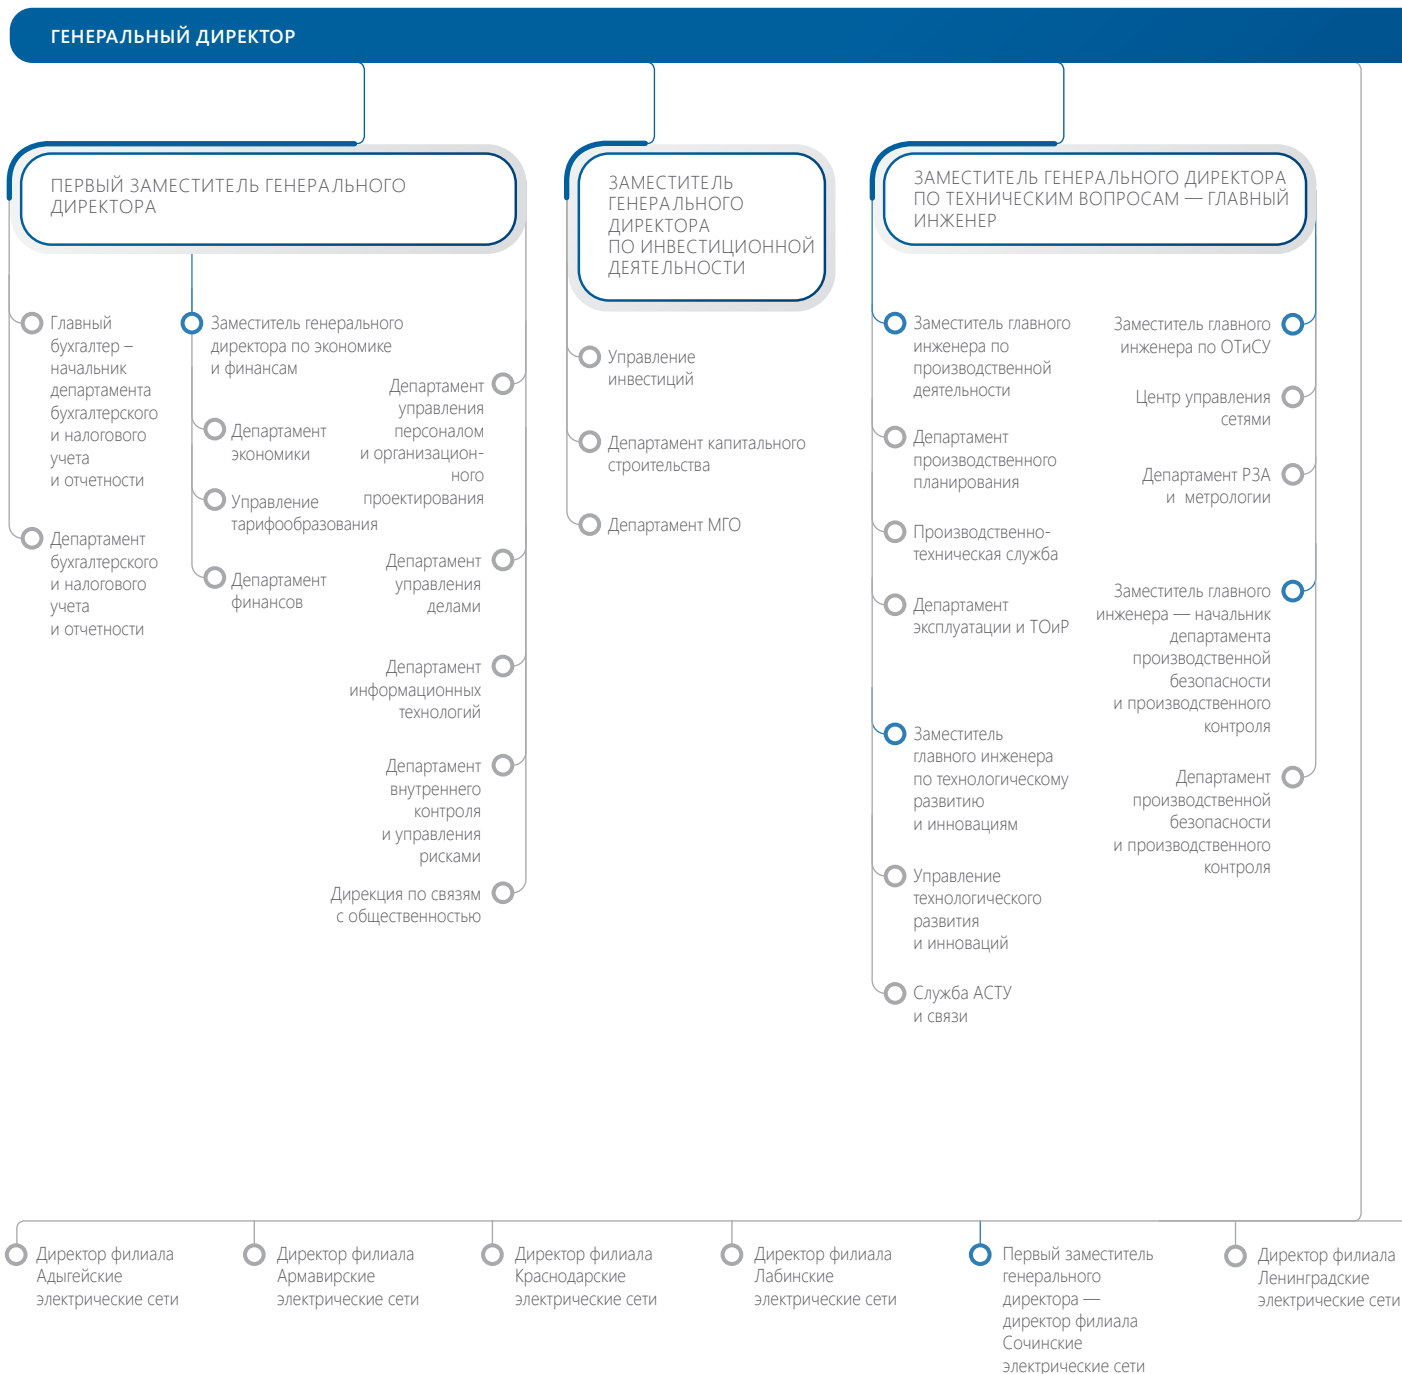 ГЕНЕРАЛЬНЫЙ ДИРЕКТОР
ПЕРВЫЙ ЗАМЕСТИТЕЛЬ ГЕНЕРАЛЬНОГО
ДИРЕКТОРА
Главный
бухгалтер –
начальник
департамента
бухгалтерского
и налогового
учета
и отчетности
Департамент
бухгалтерского
и налогового
учета
и отчетности
Заместитель генерального
директора по экономике
и финансам
Департамент
экономики
Управление
тарифообразования
Департамент
финансов
Департамент
управления
персоналом
и организацион-
ного
проектирования
Департамент
управления
делами
Департамент
информационных
технологий
Департамент
внутреннего
контроля
и управления
рисками
Дирекция по связям
с общественностью
ЗАМЕСТИТЕЛЬ
ГЕНЕРАЛЬНОГО
ДИРЕКТОРА
ПО ИНВЕСТИЦИОННОЙ
ДЕЯТЕЛЬНОСТИ
Управление
инвестиций
Департамент капитального
строительства
Департамент МГО
ЗАМЕСТИТЕЛЬ ГЕНЕРАЛЬНОГО ДИРЕКТОРА
ПО ТЕХНИЧЕСКИМ ВОПРОСАМ — ГЛАВНЫЙ
ИНЖЕНЕР
Заместитель главного
инженера по
производственной
деятельности
Департамент
производственного
планирования
Производственно-
техническая служба
Департамент
эксплуатации и ТОиР
Заместитель
главного инженера
по технологическому
развитию
и инновациям
Управление
технологического
развития
и инноваций
Служба АСТУ
и связи
Заместитель главного
инженера по ОТиСУ
Центр управления
сетями
Департамент РЗА
и метрологии
Заместитель главного
инженера — начальник
департамента
производственной
безопасности
и производственного
контроля
Департамент
производственной
безопасности
и производственного
контроля
Директор филиала
Адыгейские
электрические сети
Директор филиала
Армавирские
электрические сети
Директор филиала
Краснодарские
электрические сети
Директор филиала
Лабинские
электрические сети
Первый заместитель
генерального
директора —
директор филиала
Сочинские
электрические сети
Директор филиала
Ленинградские
электрические сети